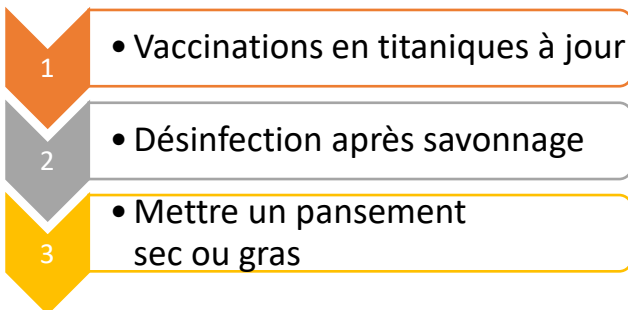 1
• Vaccinations en titaniques à jour
2
• Désinfection après savonnage
3
• Mettre un pansement
sec ou gras